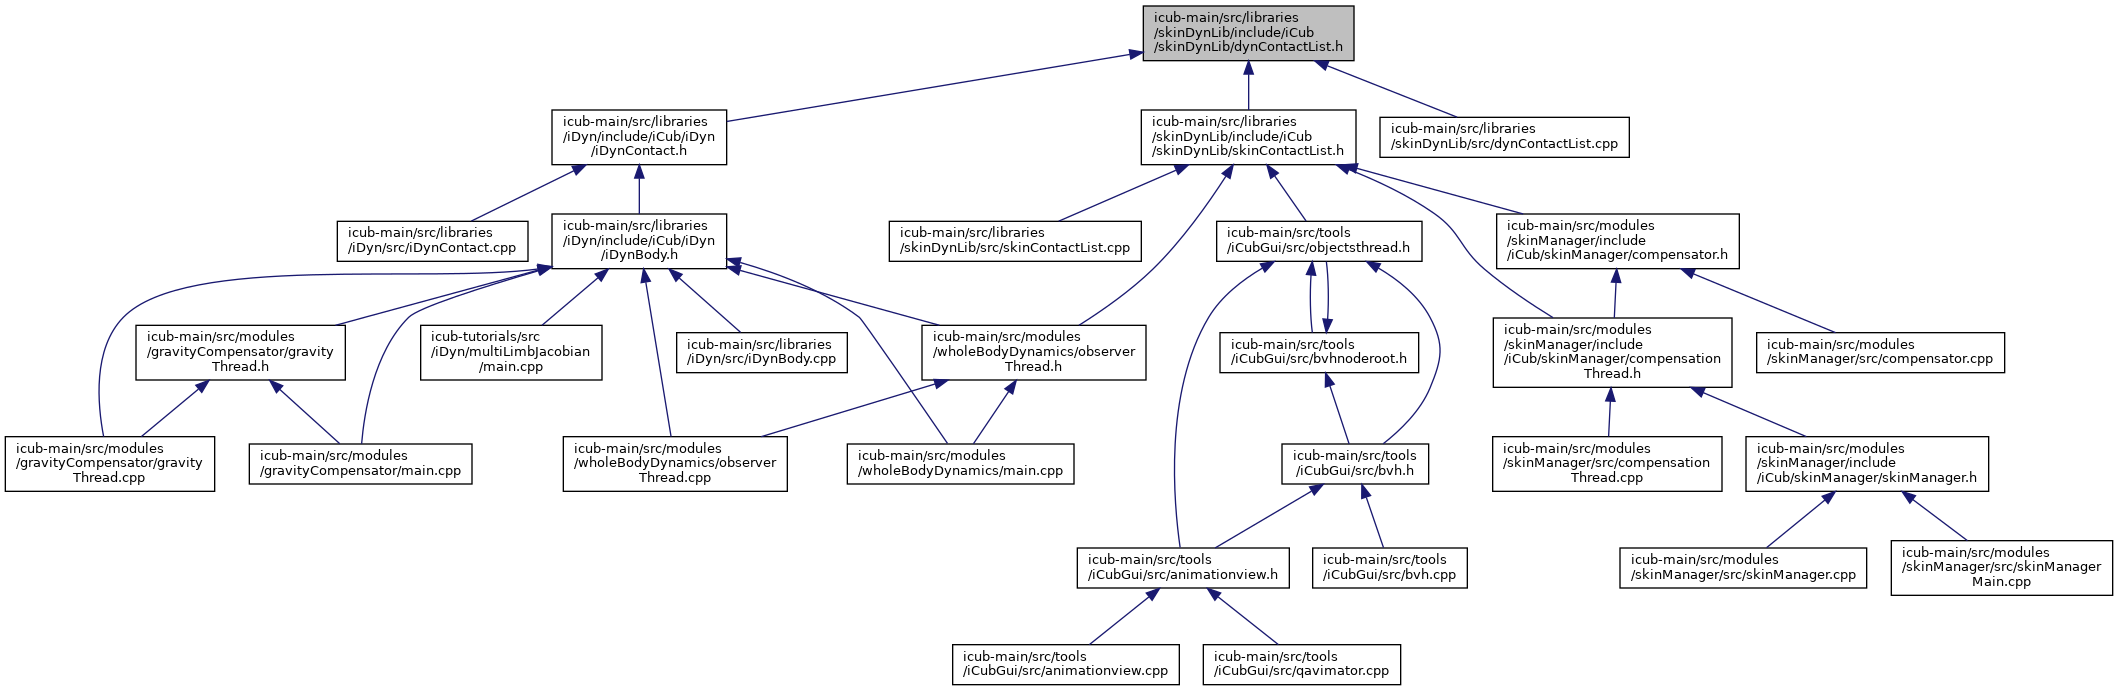 icub-main/src/libraries
/skinDynLib/include/iCub
/skinDynLib/dynContactList.h
icub-main/src/libraries
/iDyn/include/iCub/iDyn
/iDynContact.h
icub-main/src/libraries
/skinDynLib/include/iCub
/skinDynLib/skinContactList.h
icub-main/src/libraries
/skinDynLib/src/dynContactList.cpp
icub-main/src/libraries
/iDyn/src/iDynContact.cpp
icub-main/src/libraries
/iDyn/include/iCub/iDyn
/iDynBody.h
icub-main/src/libraries
/skinDynLib/src/skinContactList.cpp
icub-main/src/tools
/iCubGui/src/objectsthread.h
icub-main/src/modules
/skinManager/include
/iCub/skinManager/compensator.h
icub-main/src/modules
/gravityCompensator/gravity
Thread.h
icub-tutorials/src
/iDyn/multiLimbJacobian
/main.cpp
icub-main/src/libraries
/iDyn/src/iDynBody.cpp
icub-main/src/modules
/wholeBodyDynamics/observer
Thread.h
icub-main/src/tools
/iCubGui/src/bvhnoderoot.h
icub-main/src/modules
/skinManager/include
/iCub/skinManager/compensation
Thread.h
icub-main/src/modules
/skinManager/src/compensator.cpp
icub-main/src/modules
/gravityCompensator/gravity
Thread.cpp
icub-main/src/modules
/gravityCompensator/main.cpp
icub-main/src/modules
/wholeBodyDynamics/observer
Thread.cpp
icub-main/src/modules
/wholeBodyDynamics/main.cpp
icub-main/src/tools
/iCubGui/src/bvh.h
icub-main/src/modules
/skinManager/src/compensation
Thread.cpp
icub-main/src/modules
/skinManager/include
/iCub/skinManager/skinManager.h
icub-main/src/tools
/iCubGui/src/animationview.h
icub-main/src/tools
/iCubGui/src/bvh.cpp
icub-main/src/modules
/skinManager/src/skinManager.cpp
icub-main/src/modules
/skinManager/src/skinManager
Main.cpp
icub-main/src/tools
/iCubGui/src/animationview.cpp
icub-main/src/tools
/iCubGui/src/qavimator.cpp